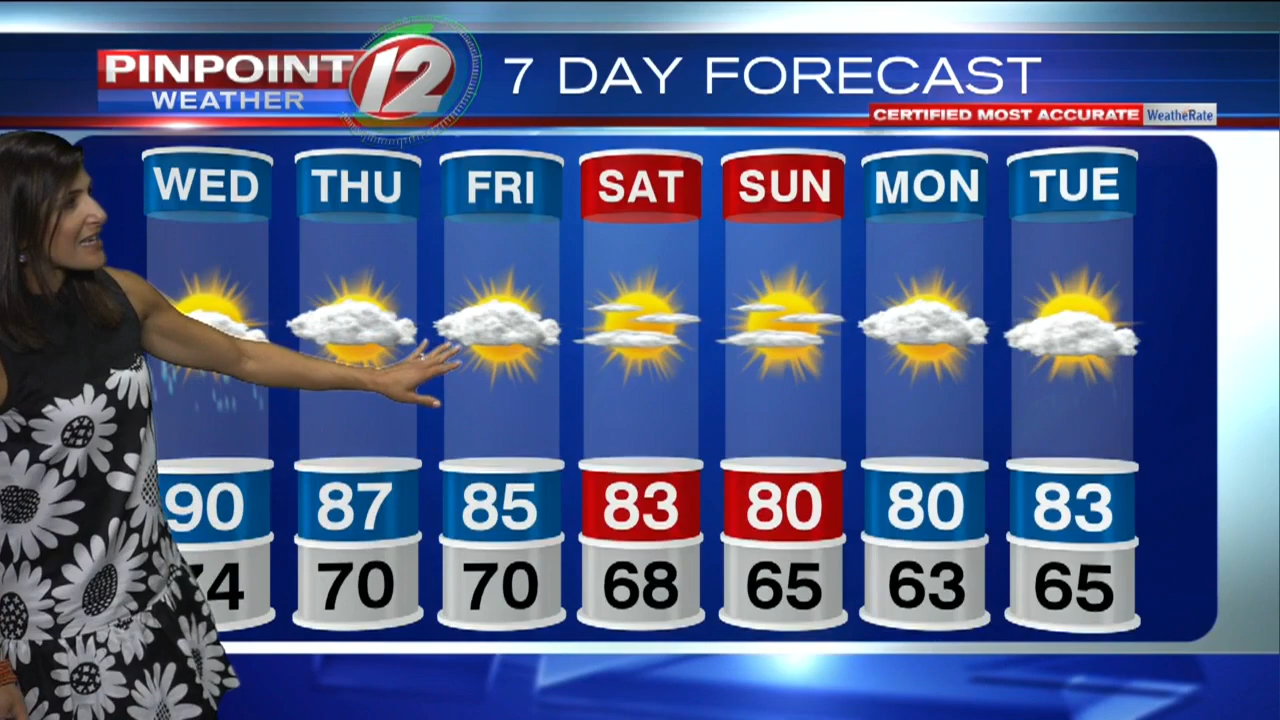 PINPOINT 12
WEATHER
7 DAY FORECAST
CERTIFIED MOST ACCURATE WeatheRate
WED THU FRI SAT SUN MON TUE
90 87 85 83 80 80 83
74 70 70 68 65 63 65